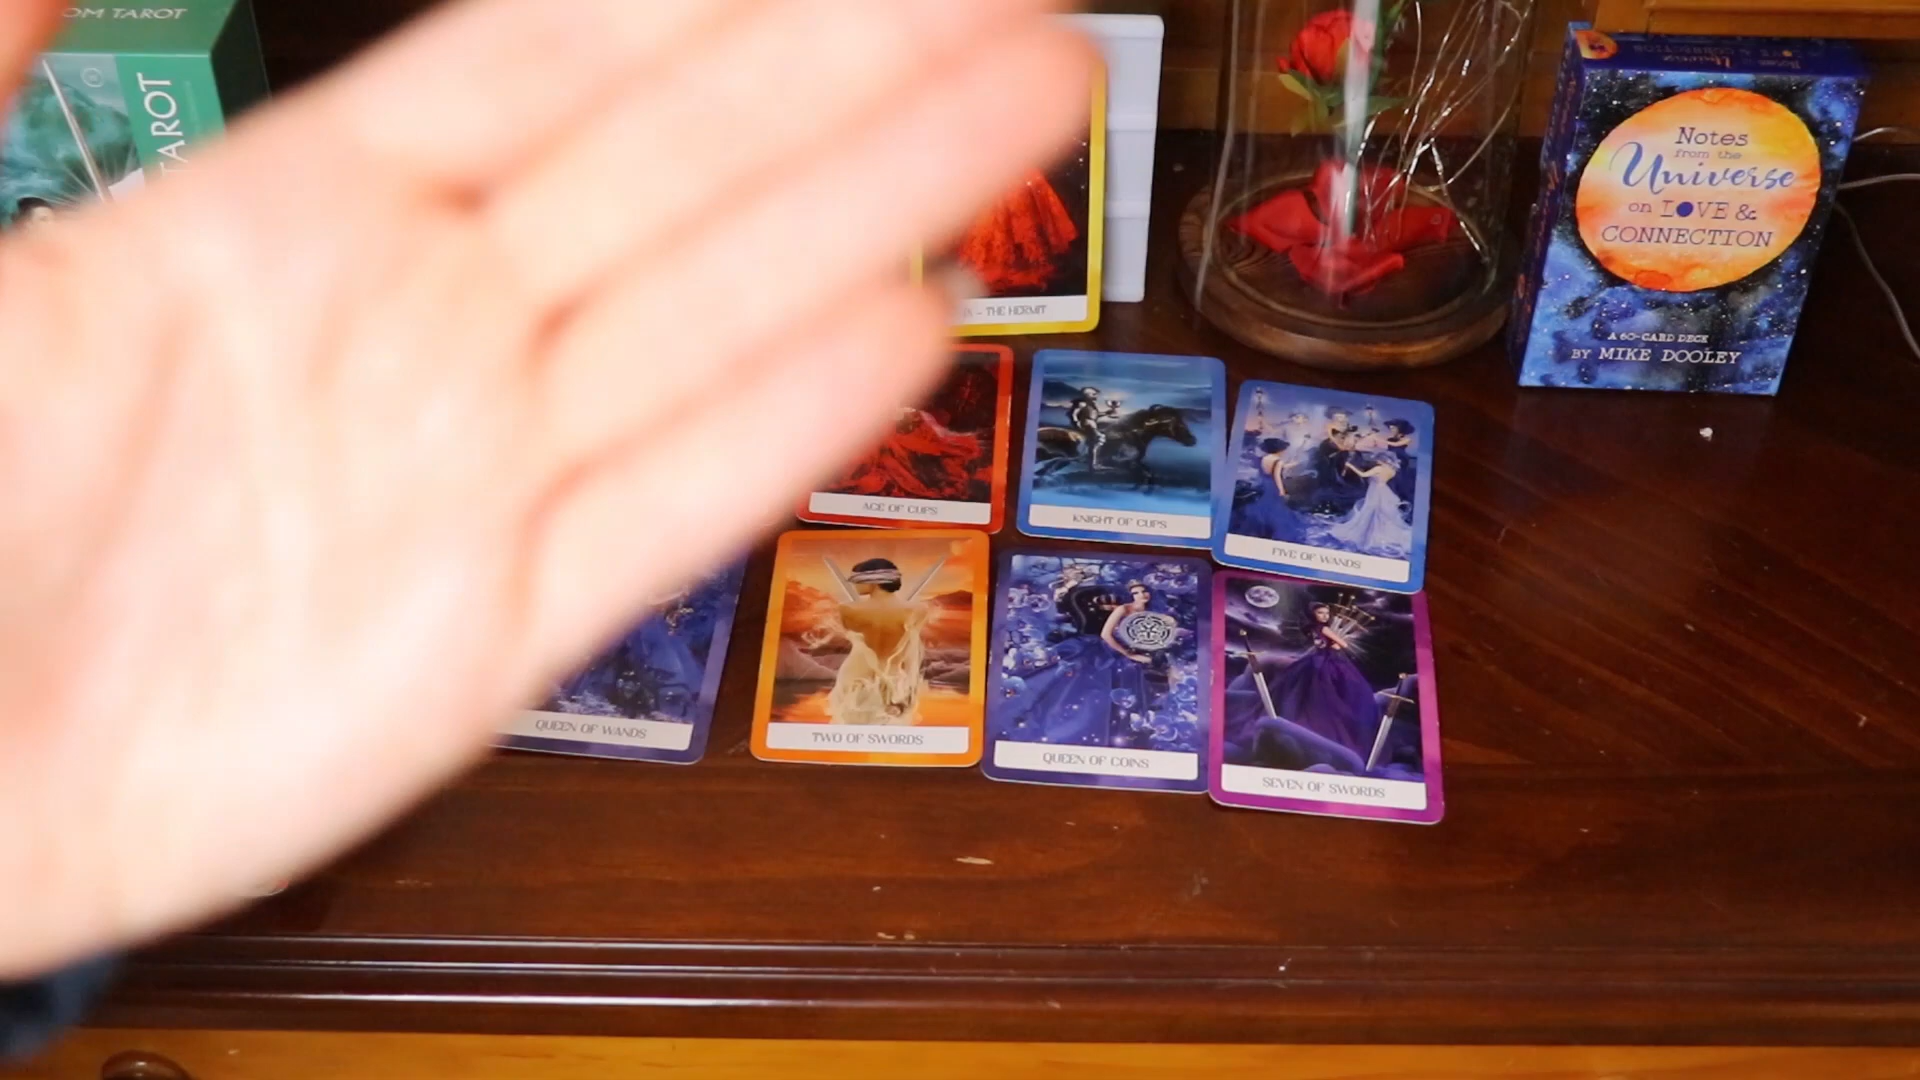 OM TAROT
TAROT
Notes
from the
Universe
on LOVE &
CONNECTION
A 60-CARD DECK
BY MIKE DOOLEY
IX - THE HERMIT
ACE OF CUPS
KNIGHT OF CUPS
FIVE OF WANDS
QUEEN OF WANDS
TWO OF SWORDS
QUEEN OF COINS
SEVEN OF SWORDS